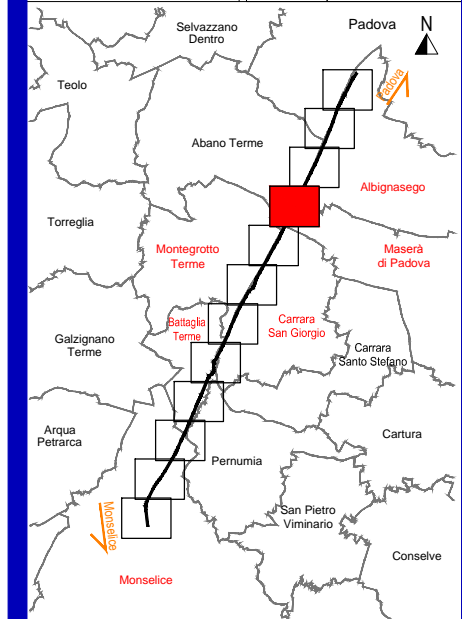 Padova
N
Selvazzano
Dentro
Padova
Teolo
Abano Terme
Albignasego
Torreglia
Montegrotto
Terme
Maserà
di Padova
Battaglia
Terme
Carrara
San Giorgio
Galzignano
Terme
Carrara
Santo Stefano
Arqua
Petrarca
Cartura
Pernumia
San Pietro
Viminario
Monselice
Conselve
Monselice